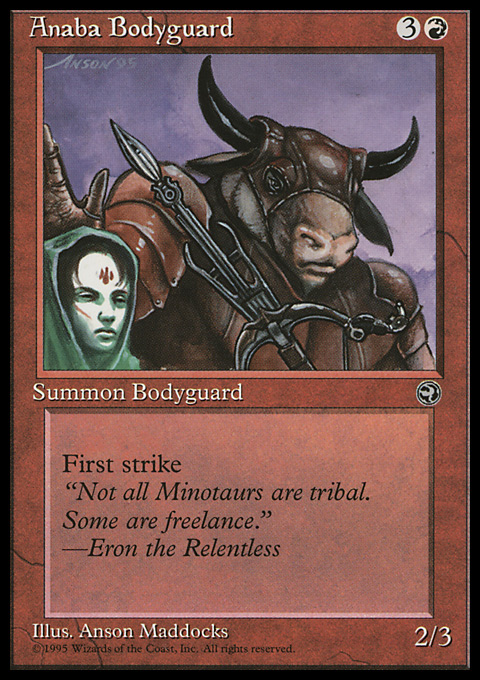 Anaba Bodyguard
3
ANSON 95
Summon Bodyguard
First strike
“Not all Minotaurs are tribal.
Some are freelance.”
—Eron the Relentless
Illus. Anson Maddocks
2/3
©1995 Wizards of the Coast, Inc. All rights reserved.